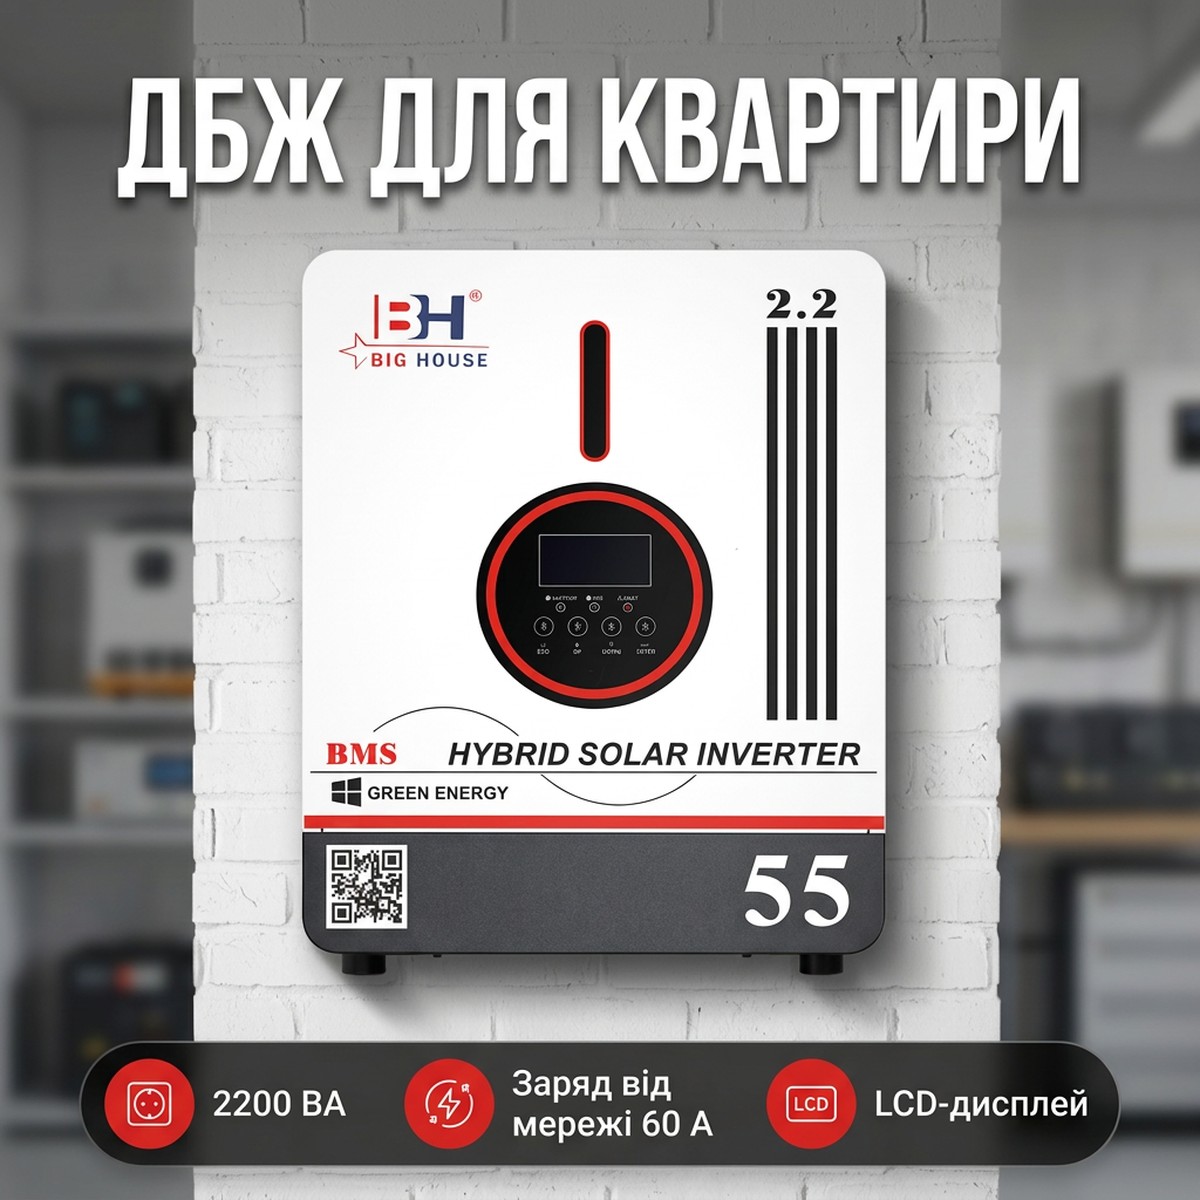 ДБЖ ДЛЯ КВАРТИРИ
BH®
BIG HOUSE
2.2
BMS
HYBRID SOLAR INVERTER
GREEN ENERGY
55
2200 ВА
Заряд від
мережі 60 А
LCD
LCD-дисплей